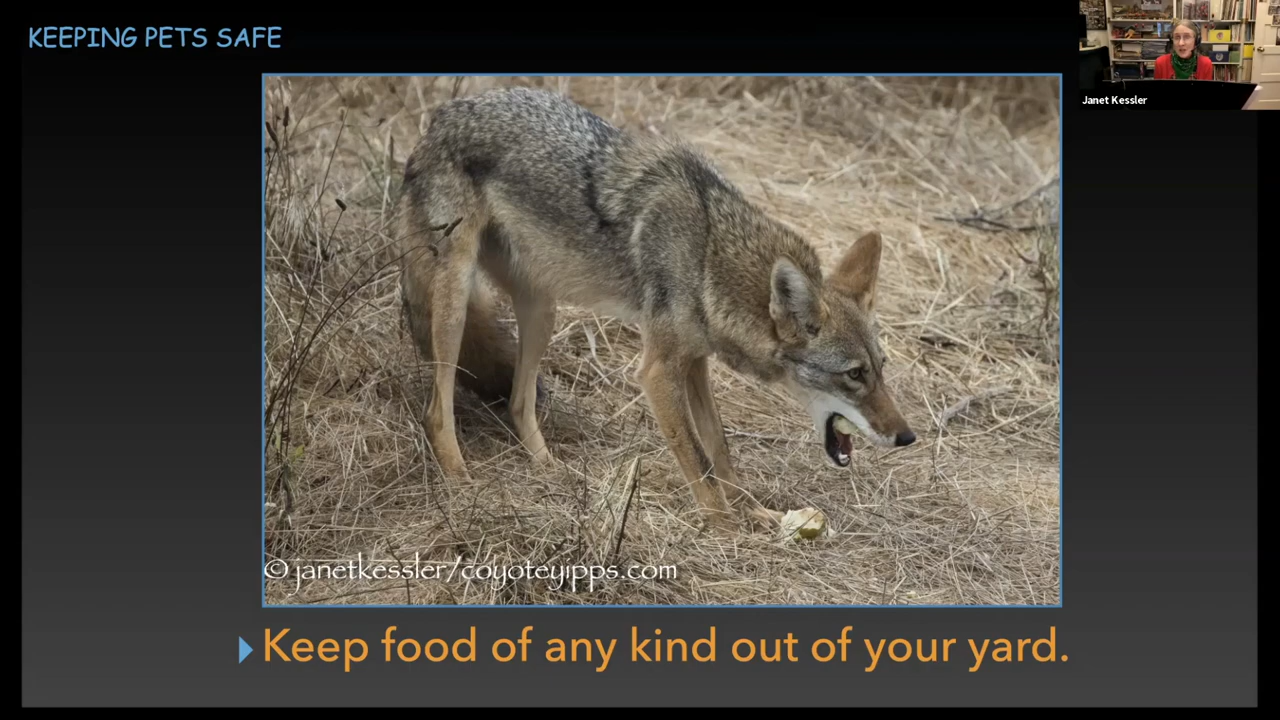 KEEPING PETS SAFE
Janet Kessler
© janetkessler/coyoteyipps.com
Keep food of any kind out of your yard.